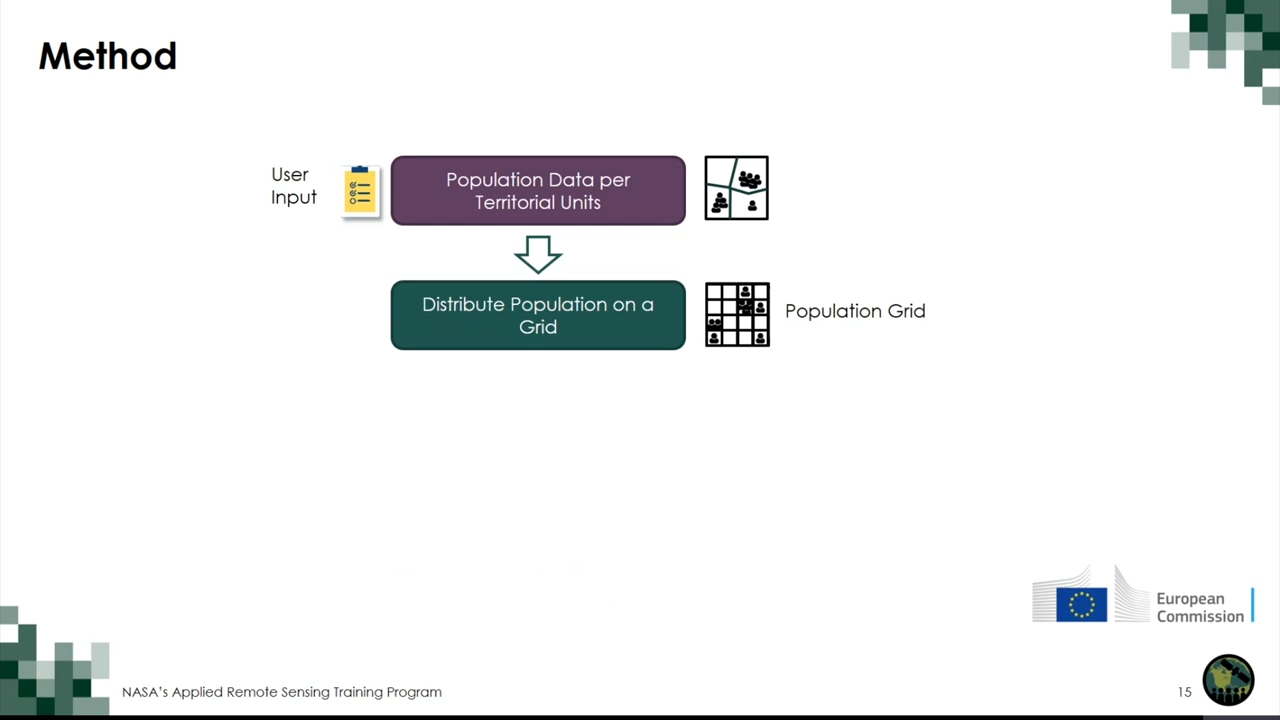 Method
User
Input
Population Data per
Territorial Units
Distribute Population on a
Grid
Population Grid
European
Commission
NASA's Applied Remote Sensing Training Program
15